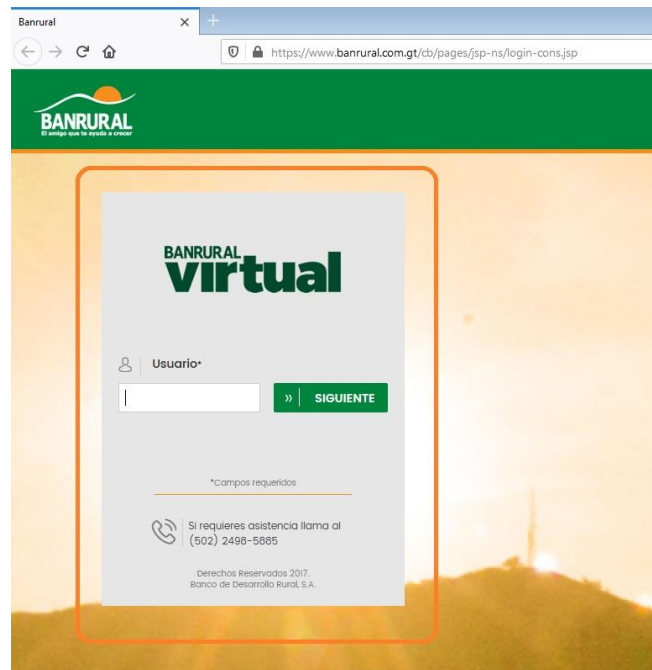 Banrural
https://www.banrural.com.gt/cb/pages/jsp-ns/login-cons.jsp
BANRURAL
El amigo que te ayuda a crecer
BANRURAL
virtual
Usuario*
» SIGUIENTE
*Campos requeridos
Si requieres asistencia llama al
(502) 2498-5885
Derechos Reservados 2017.
Banco de Desarrollo Rural, S.A.